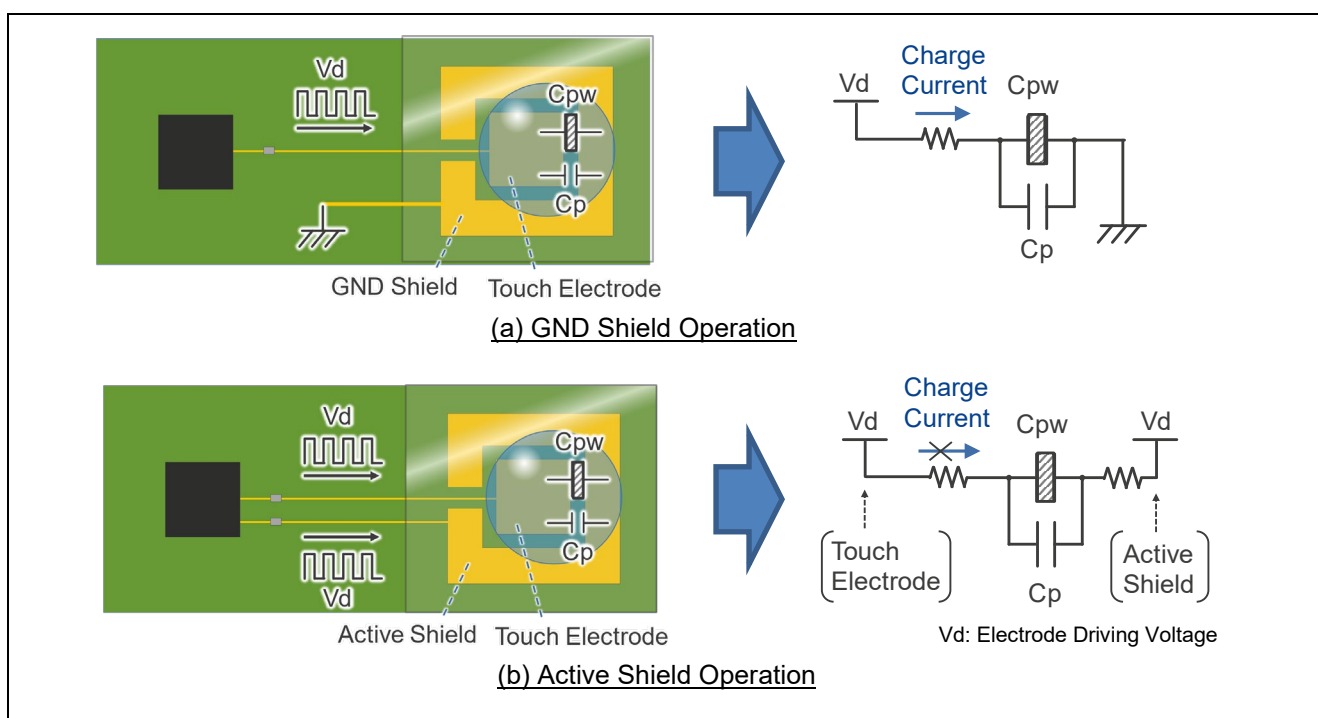 Vd
Cpw
Cp
GND Shield
Touch Electrode
Vd
Charge
Current
Cpw
Cp
(a) GND Shield Operation
Vd
Vd
Cpw
Cp
Active Shield
Touch Electrode
Vd
Charge
Current
Cpw
Vd
Touch
Electrode
Cp
Active
Shield
Vd: Electrode Driving Voltage
(b) Active Shield Operation